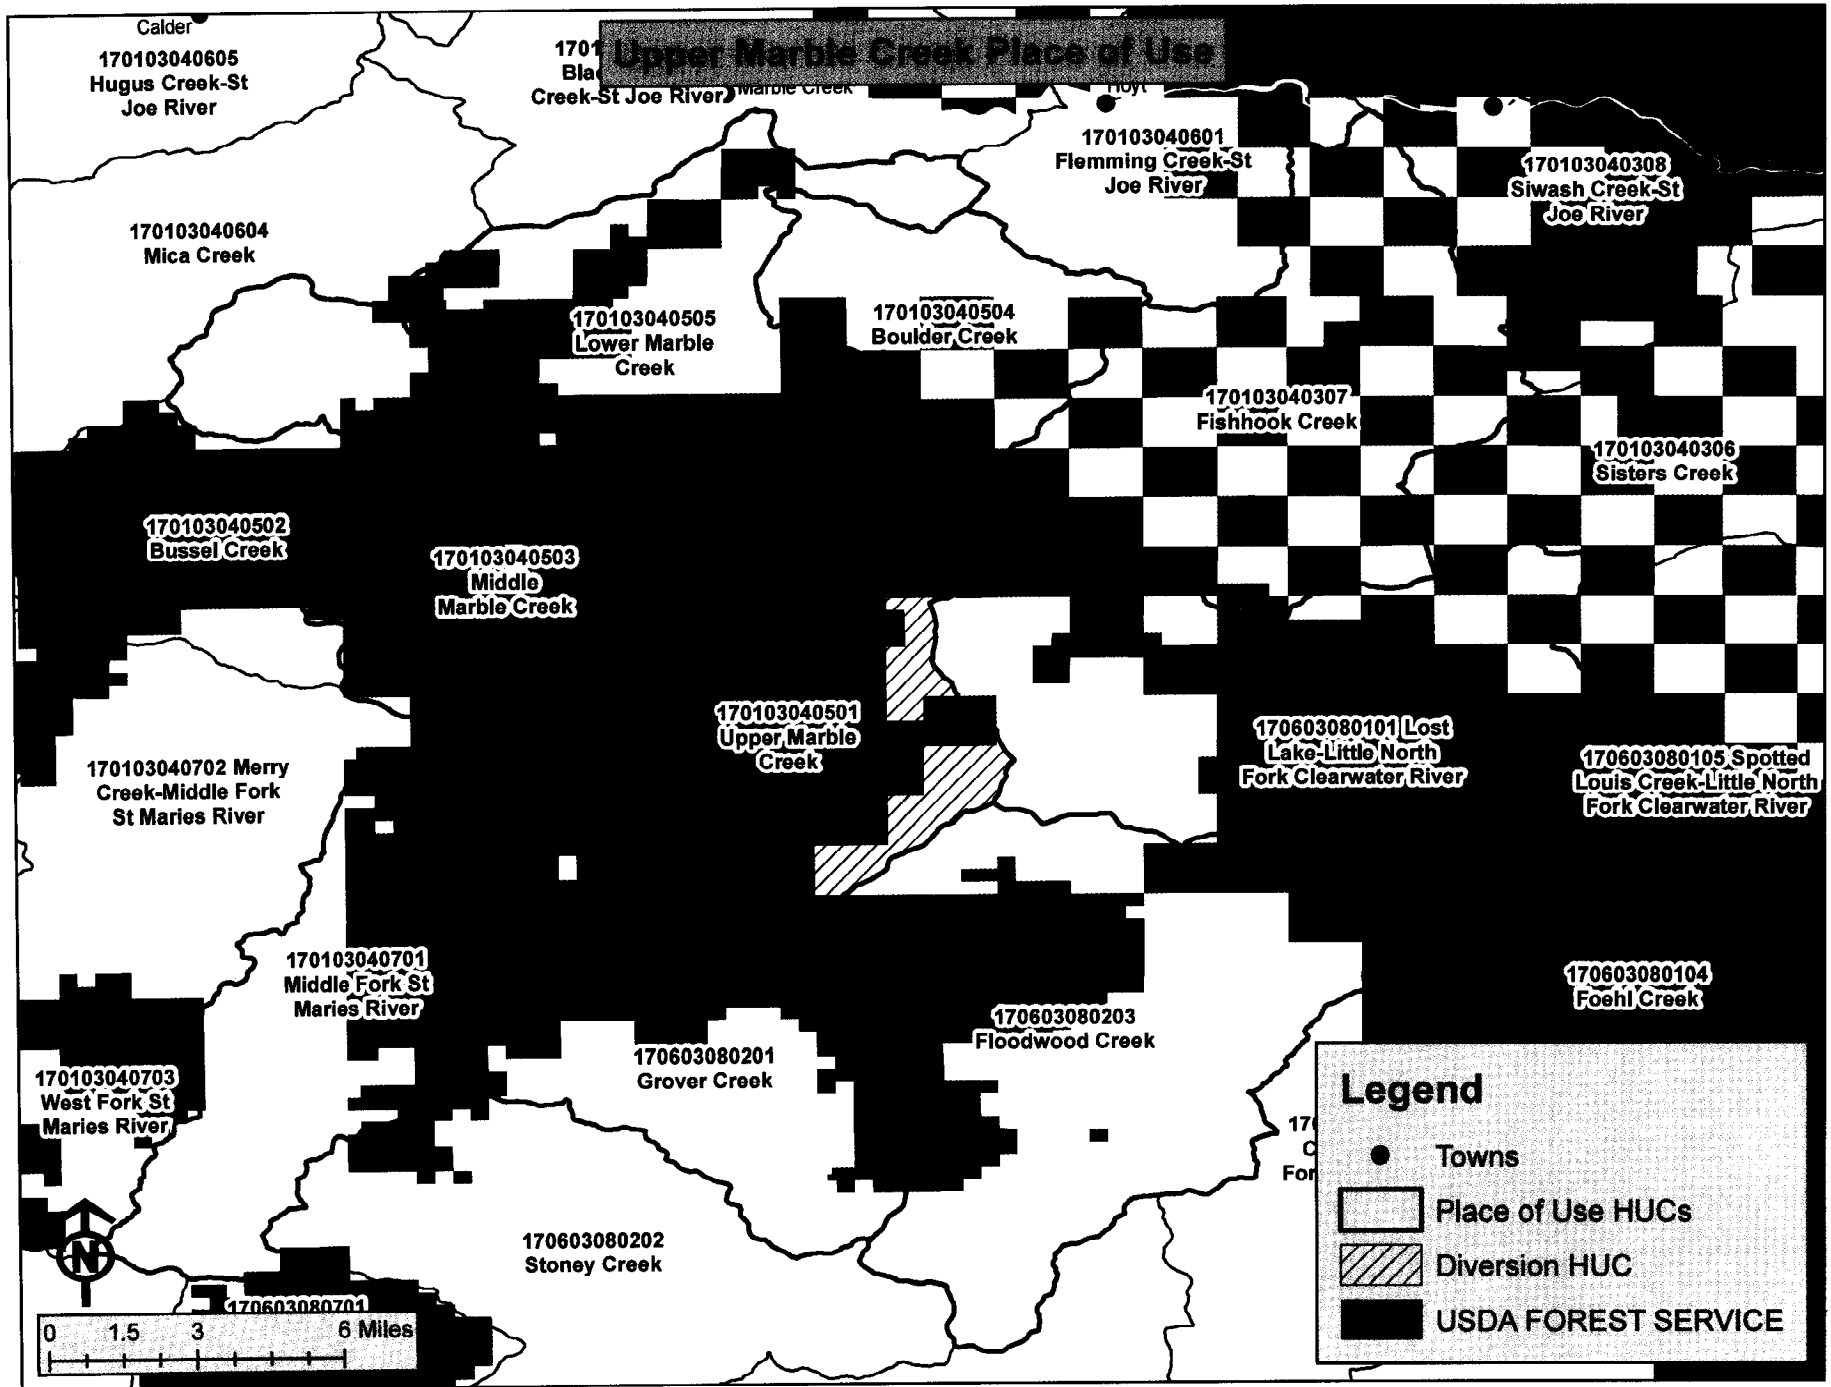 Upper Marble Creek Place of Use
Calder
170103040605
Hugus Creek-St
Joe River
1701
Creek-St Joe River
Marble Creek
Hoyt
170103040601
Flemming Creek-St
Joe River
170103040308
Siwash Creek-St
Joe River
170103040604
Mica Creek
170103040505
Lower Marble
Creek
170103040504
Boulder Creek
170103040307
Fishhook Creek
170103040306
Sisters Creek
170103040502
Bussel Creek
170103040503
Middle
Marble Creek
170103040501
Upper Marble
Creek
170603080101 Lost
Lake-Little North
Fork Clearwater River
170603080105 Spotted
Louis Creek-Little North
Fork Clearwater River
170103040702 Merry
Creek-Middle Fork
St Maries River
170103040701
Middle Fork St
Maries River
170603080104
Foehl Creek
170603080203
Floodwood Creek
170603080201
Grover Creek
170103040703
West Fork St
Maries River
170603080202
Stoney Creek
170603080701
N
0 1.5 3 6 Miles
Legend
Towns
Place of Use HUCs
Diversion HUC
USDA FOREST SERVICE